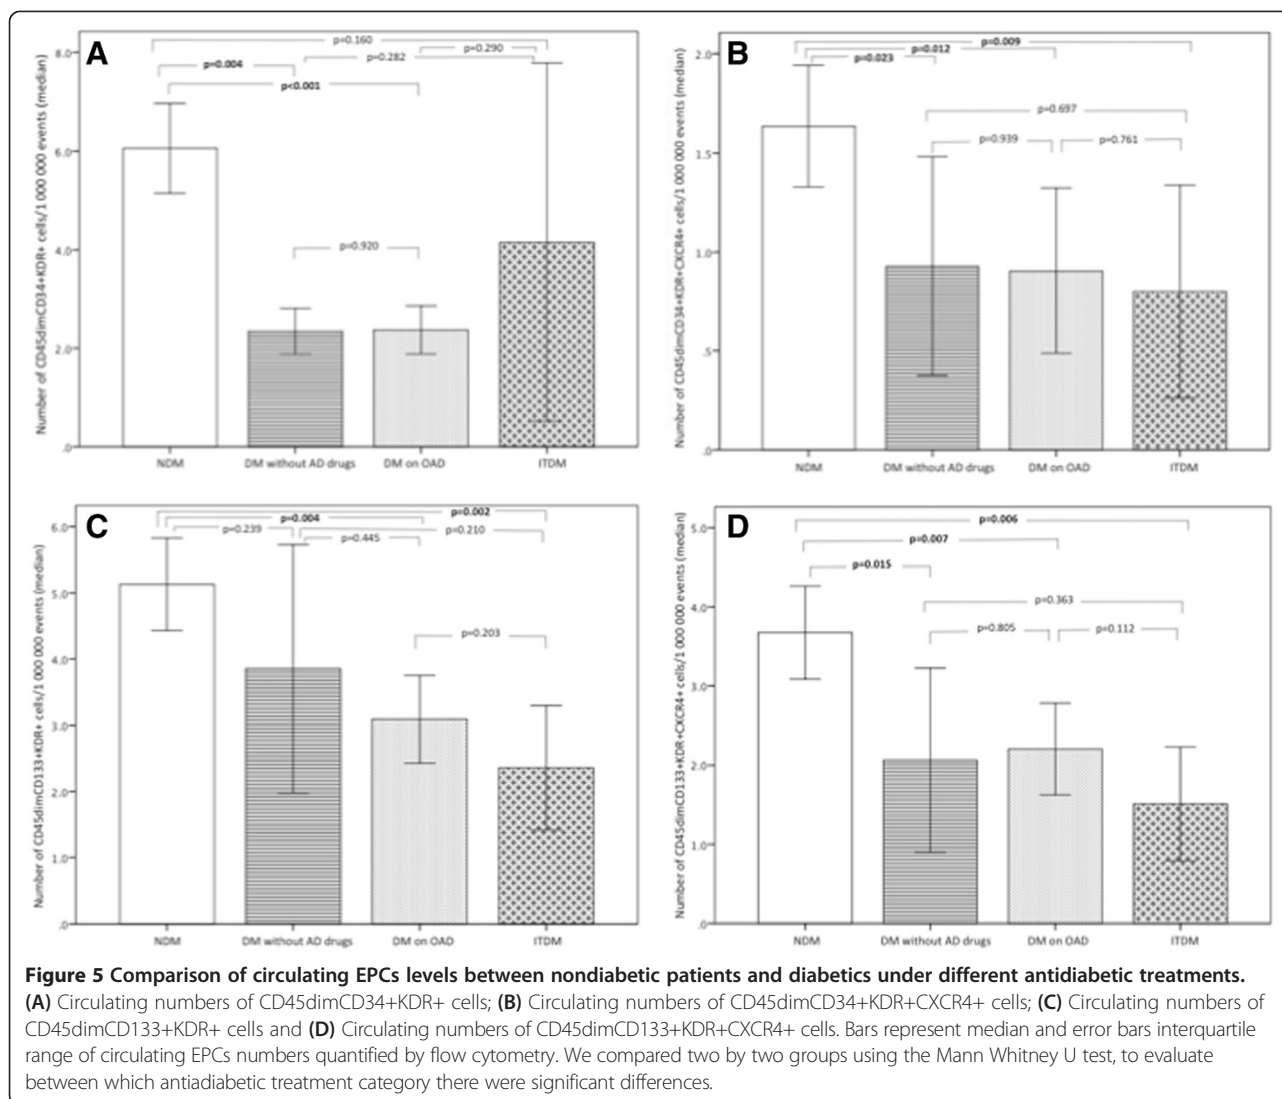 A
Number of CD45dimCD34+KDR+ cells/1 000 000 events (median)
8.0
6.0
4.0
2.0
.0
p=0.160
p=0.290
p=0.004
p=0.282
p<0.001
p=0.920
NDM
DM without AD drugs
DM on OAD
ITDM
B
Number of CD45dimCD34+KDR+CXCR4+ cells/1 000 000 events (median)
2.0
1.5
1.0
.5
.0
p=0.009
p=0.012
p=0.023
p=0.697
p=0.939
p=0.761
NDM
DM without AD drugs
DM on OAD
ITDM
C
Number of CD45dimCD133+KDR+ cells/1 000 000 events (median)
6.0
5.0
4.0
3.0
2.0
1.0
.0
p=0.002
p=0.004
p=0.239
p=0.210
p=0.445
p=0.203
NDM
DM without AD drugs
DM on OAD
ITDM
D
Number of CD45dimCD133+KDR+CXCR4+ cells/1 000 000 events (median)
5.0
4.0
3.0
2.0
1.0
.0
p=0.006
p=0.007
p=0.015
p=0.363
p=0.805
p=0.112
NDM
DM without AD drugs
DM on OAD
ITDM
Figure 5 Comparison of circulating EPCs levels between nondiabetic patients and diabetics under different antidiabetic treatments.
(A) Circulating numbers of CD45dimCD34+KDR+ cells; (B) Circulating numbers of CD45dimCD34+KDR+CXCR4+ cells; (C) Circulating numbers of
CD45dimCD133+KDR+ cells and (D) Circulating numbers of CD45dimCD133+KDR+CXCR4+ cells. Bars represent median and error bars interquartile
range of circulating EPCs numbers quantified by flow cytometry. We compared two by two groups using the Mann Whitney U test, to evaluate
between which antiadiabetic treatment category there were significant differences.